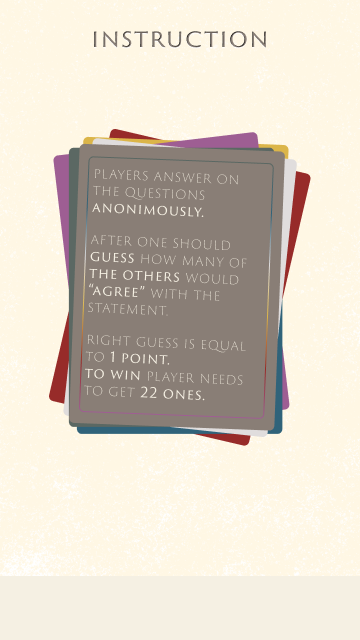 INSTRUCTION
PLAYERS ANSWER ON
THE QUESTIONS
ANONIMOUSLY.
AFTER ONE SHOULD
GUESS HOW MANY OF
THE OTHERS WOULD
“AGREE” WITH THE
STATEMENT.
RIGHT GUESS IS EQUAL
TO 1 POINT.
TO WIN PLAYER NEEDS
TO GET 22 ONES.